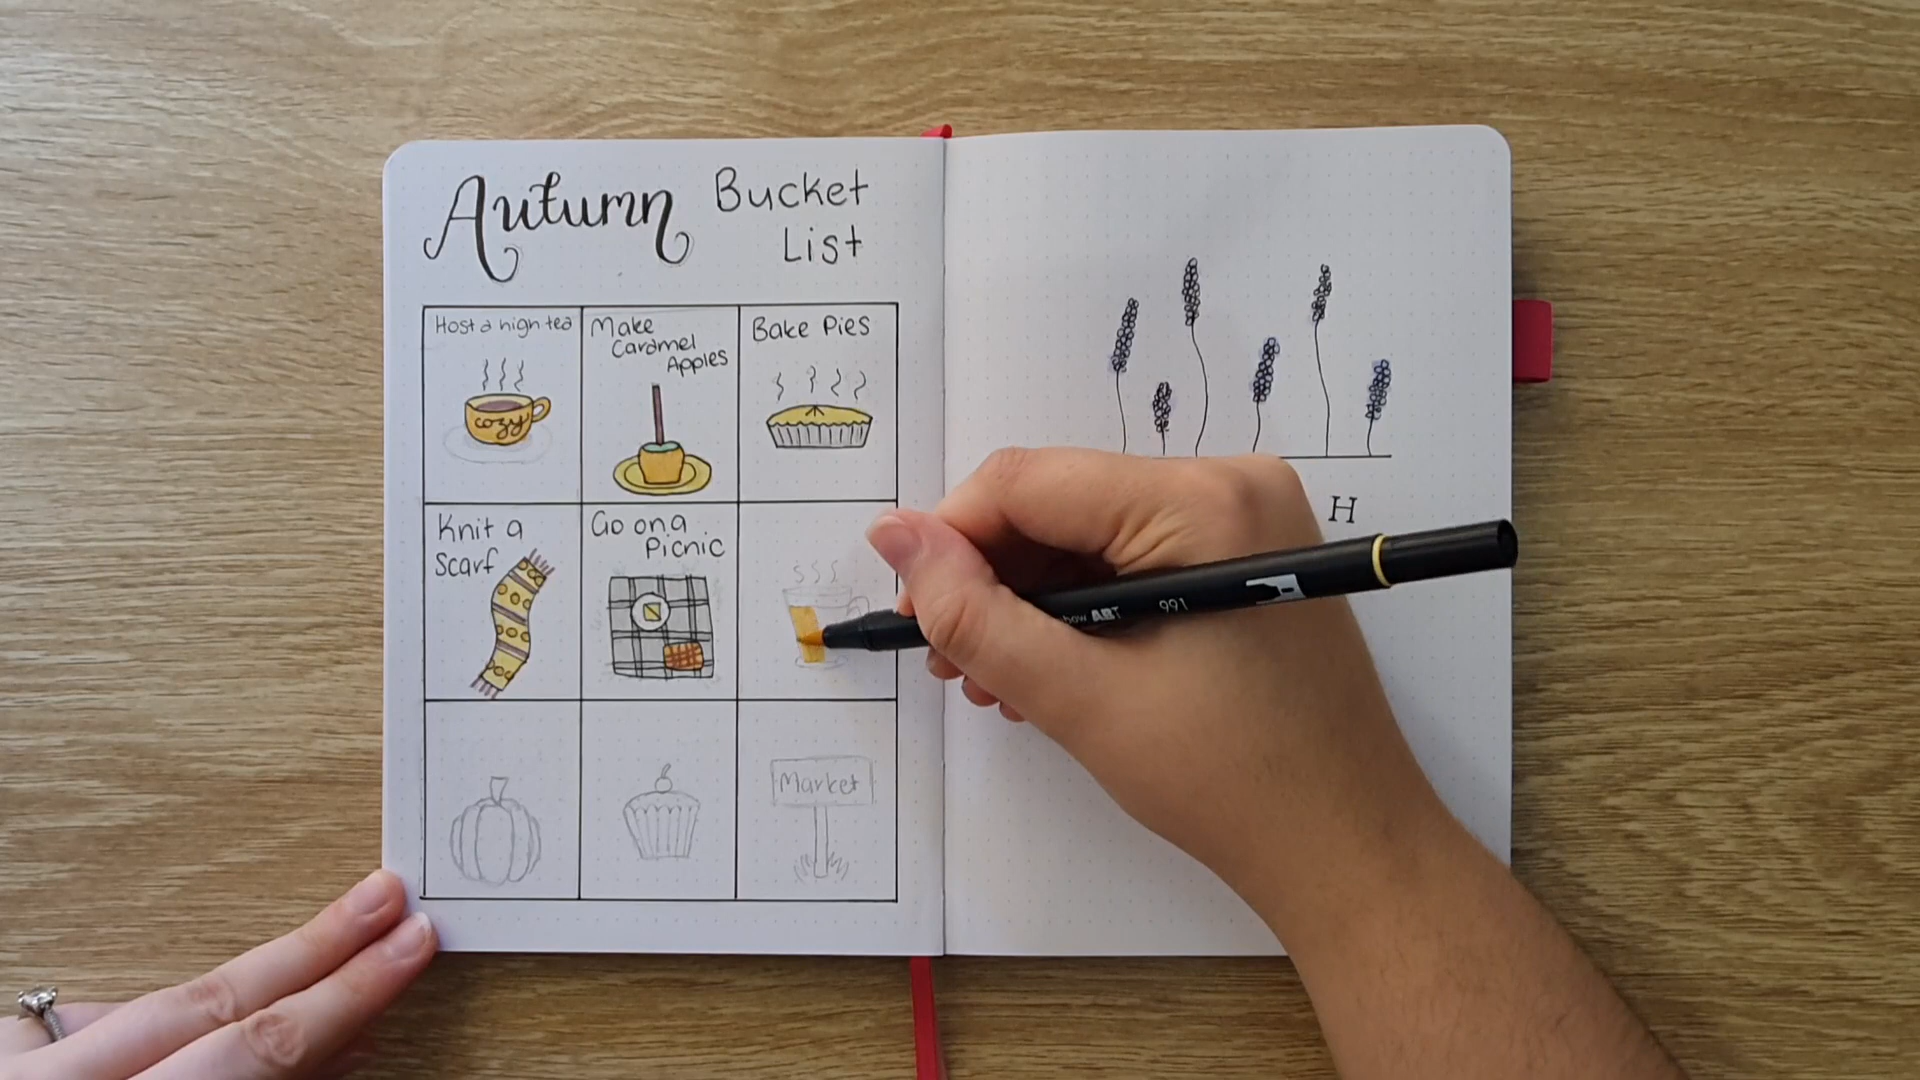 Autumn Bucket
List
Host a high tea
Make
Caramel
Apples
Bake Pies
cozy
Knit a
Scarf
Go on a
Picnic
Market
H
ABT 991